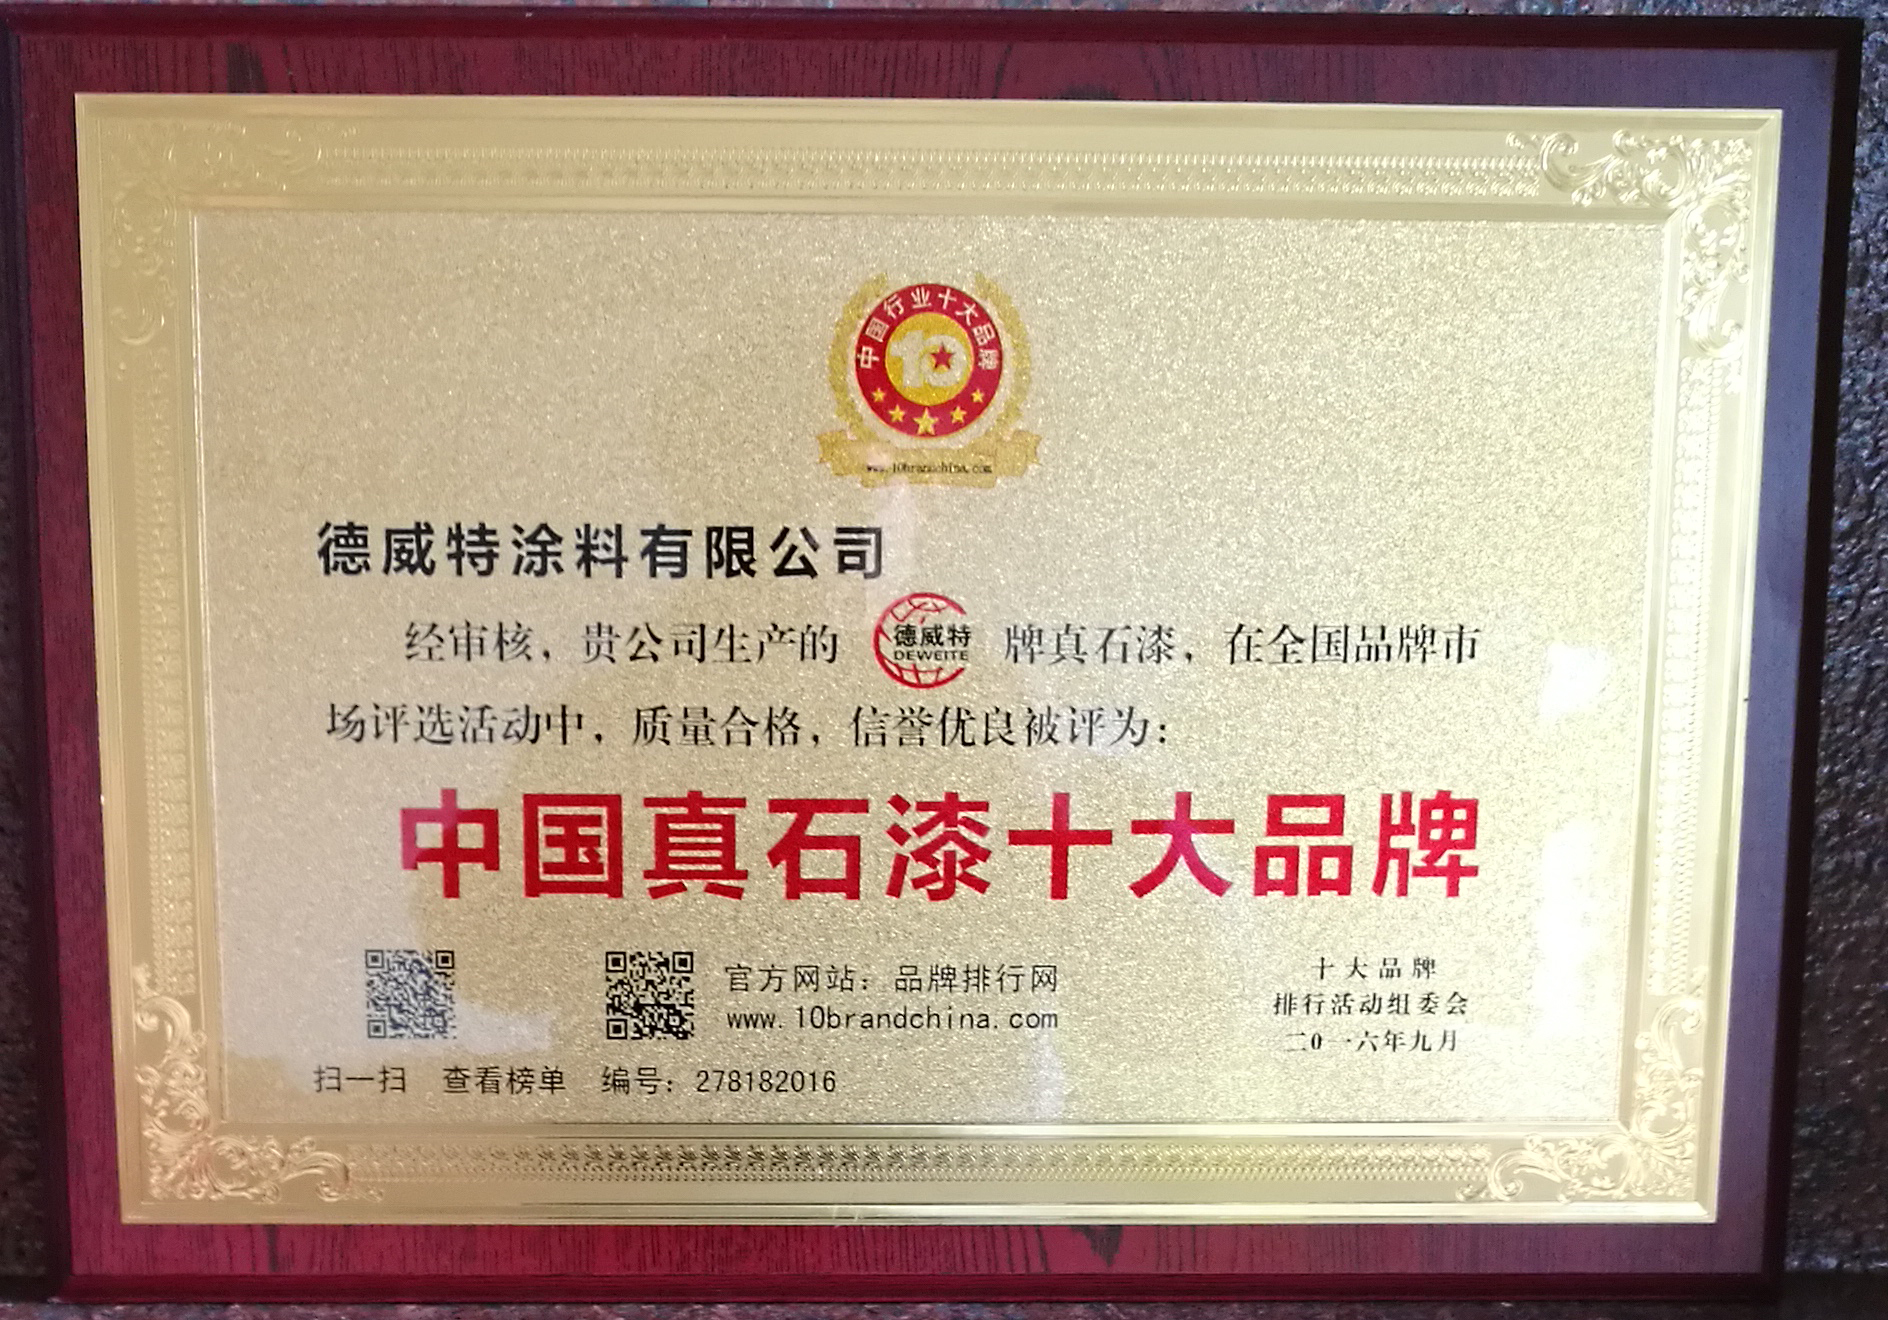 中国行业十大品牌
10
www.10brandchina.com
德威特涂料有限公司
经审核，贵公司生产的 德威特 DEWEITE 牌真石漆，在全国品牌市
场评选活动中，质量合格，信誉优良被评为：
中国真石漆十大品牌
官方网站：品牌排行网
www.10brandchina.com
扫一扫 查看榜单 编号：278182016
十大品牌
排行活动组委会
二0一六年九月